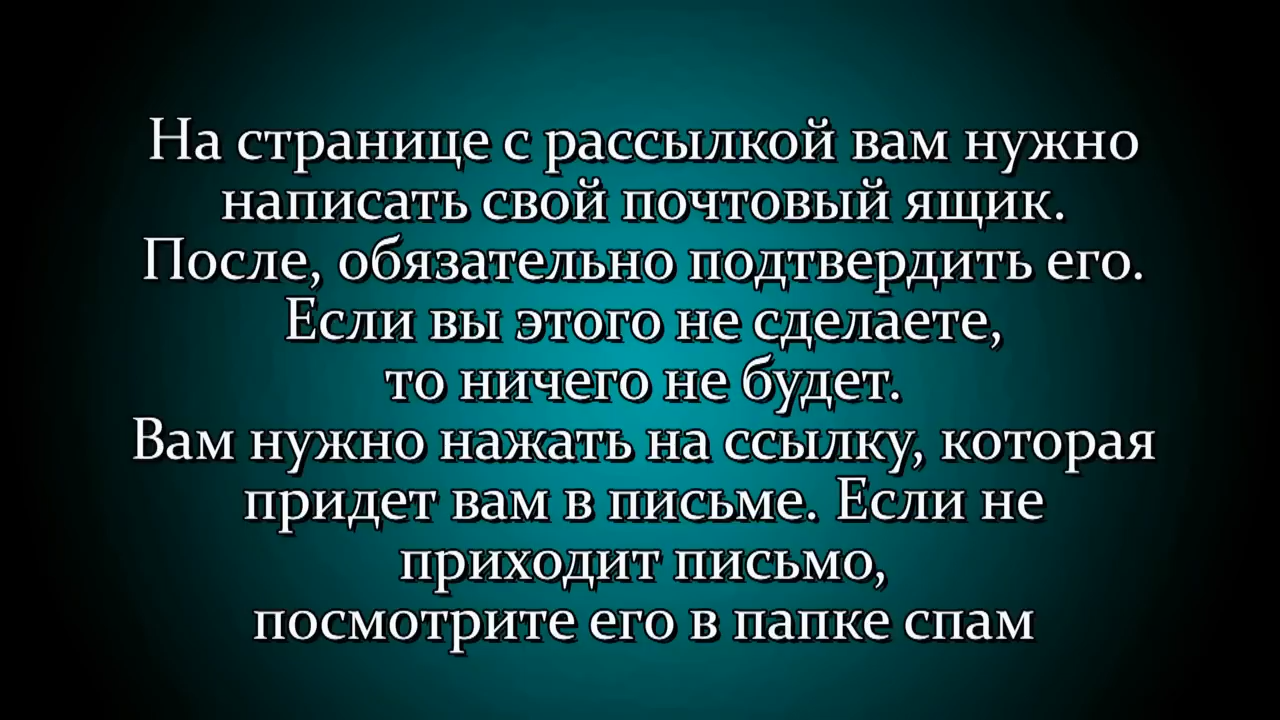 На странице с рассылкой вам нужно
написать свой почтовый ящик.
После, обязательно подтвердить его.
Если вы этого не сделаете,
то ничего не будет.
Вам нужно нажать на ссылку, которая
придет вам в письме. Если не
приходит письмо,
посмотрите его в папке спам